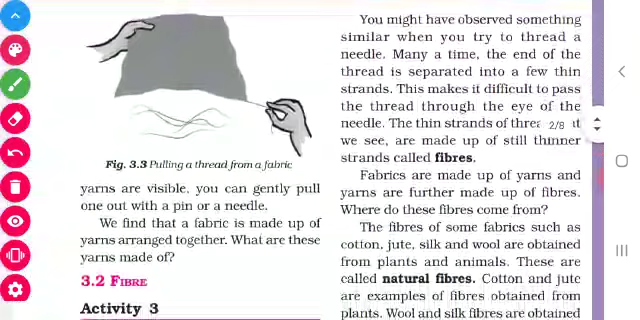 Fig. 3.3 Pulling a thread from a fabric
yarns are visible, you can gently pull
one out with a pin or a needle.
We find that a fabric is made up of
yarns arranged together. What are these
yarns made of?
3.2 FIBRE
Activity 3
You might have observed something
similar when you try to thread a
needle. Many a time, the end of the
thread is separated into a few thin
strands. This makes it difficult to pass
the thread through the eye of the
needle. The thin strands of 2/8
we see, are made up of still thinner
strands called fibres.
Fabrics are made up of yarns and
yarns are further made up of fibres.
Where do these fibres come from?
The fibres of some fabrics such as
cotton, jute, silk and wool are obtained
from plants and animals. These are
called natural fibres. Cotton and jute
are examples of fibres obtained from
plants. Wool and silk fibres are obtained